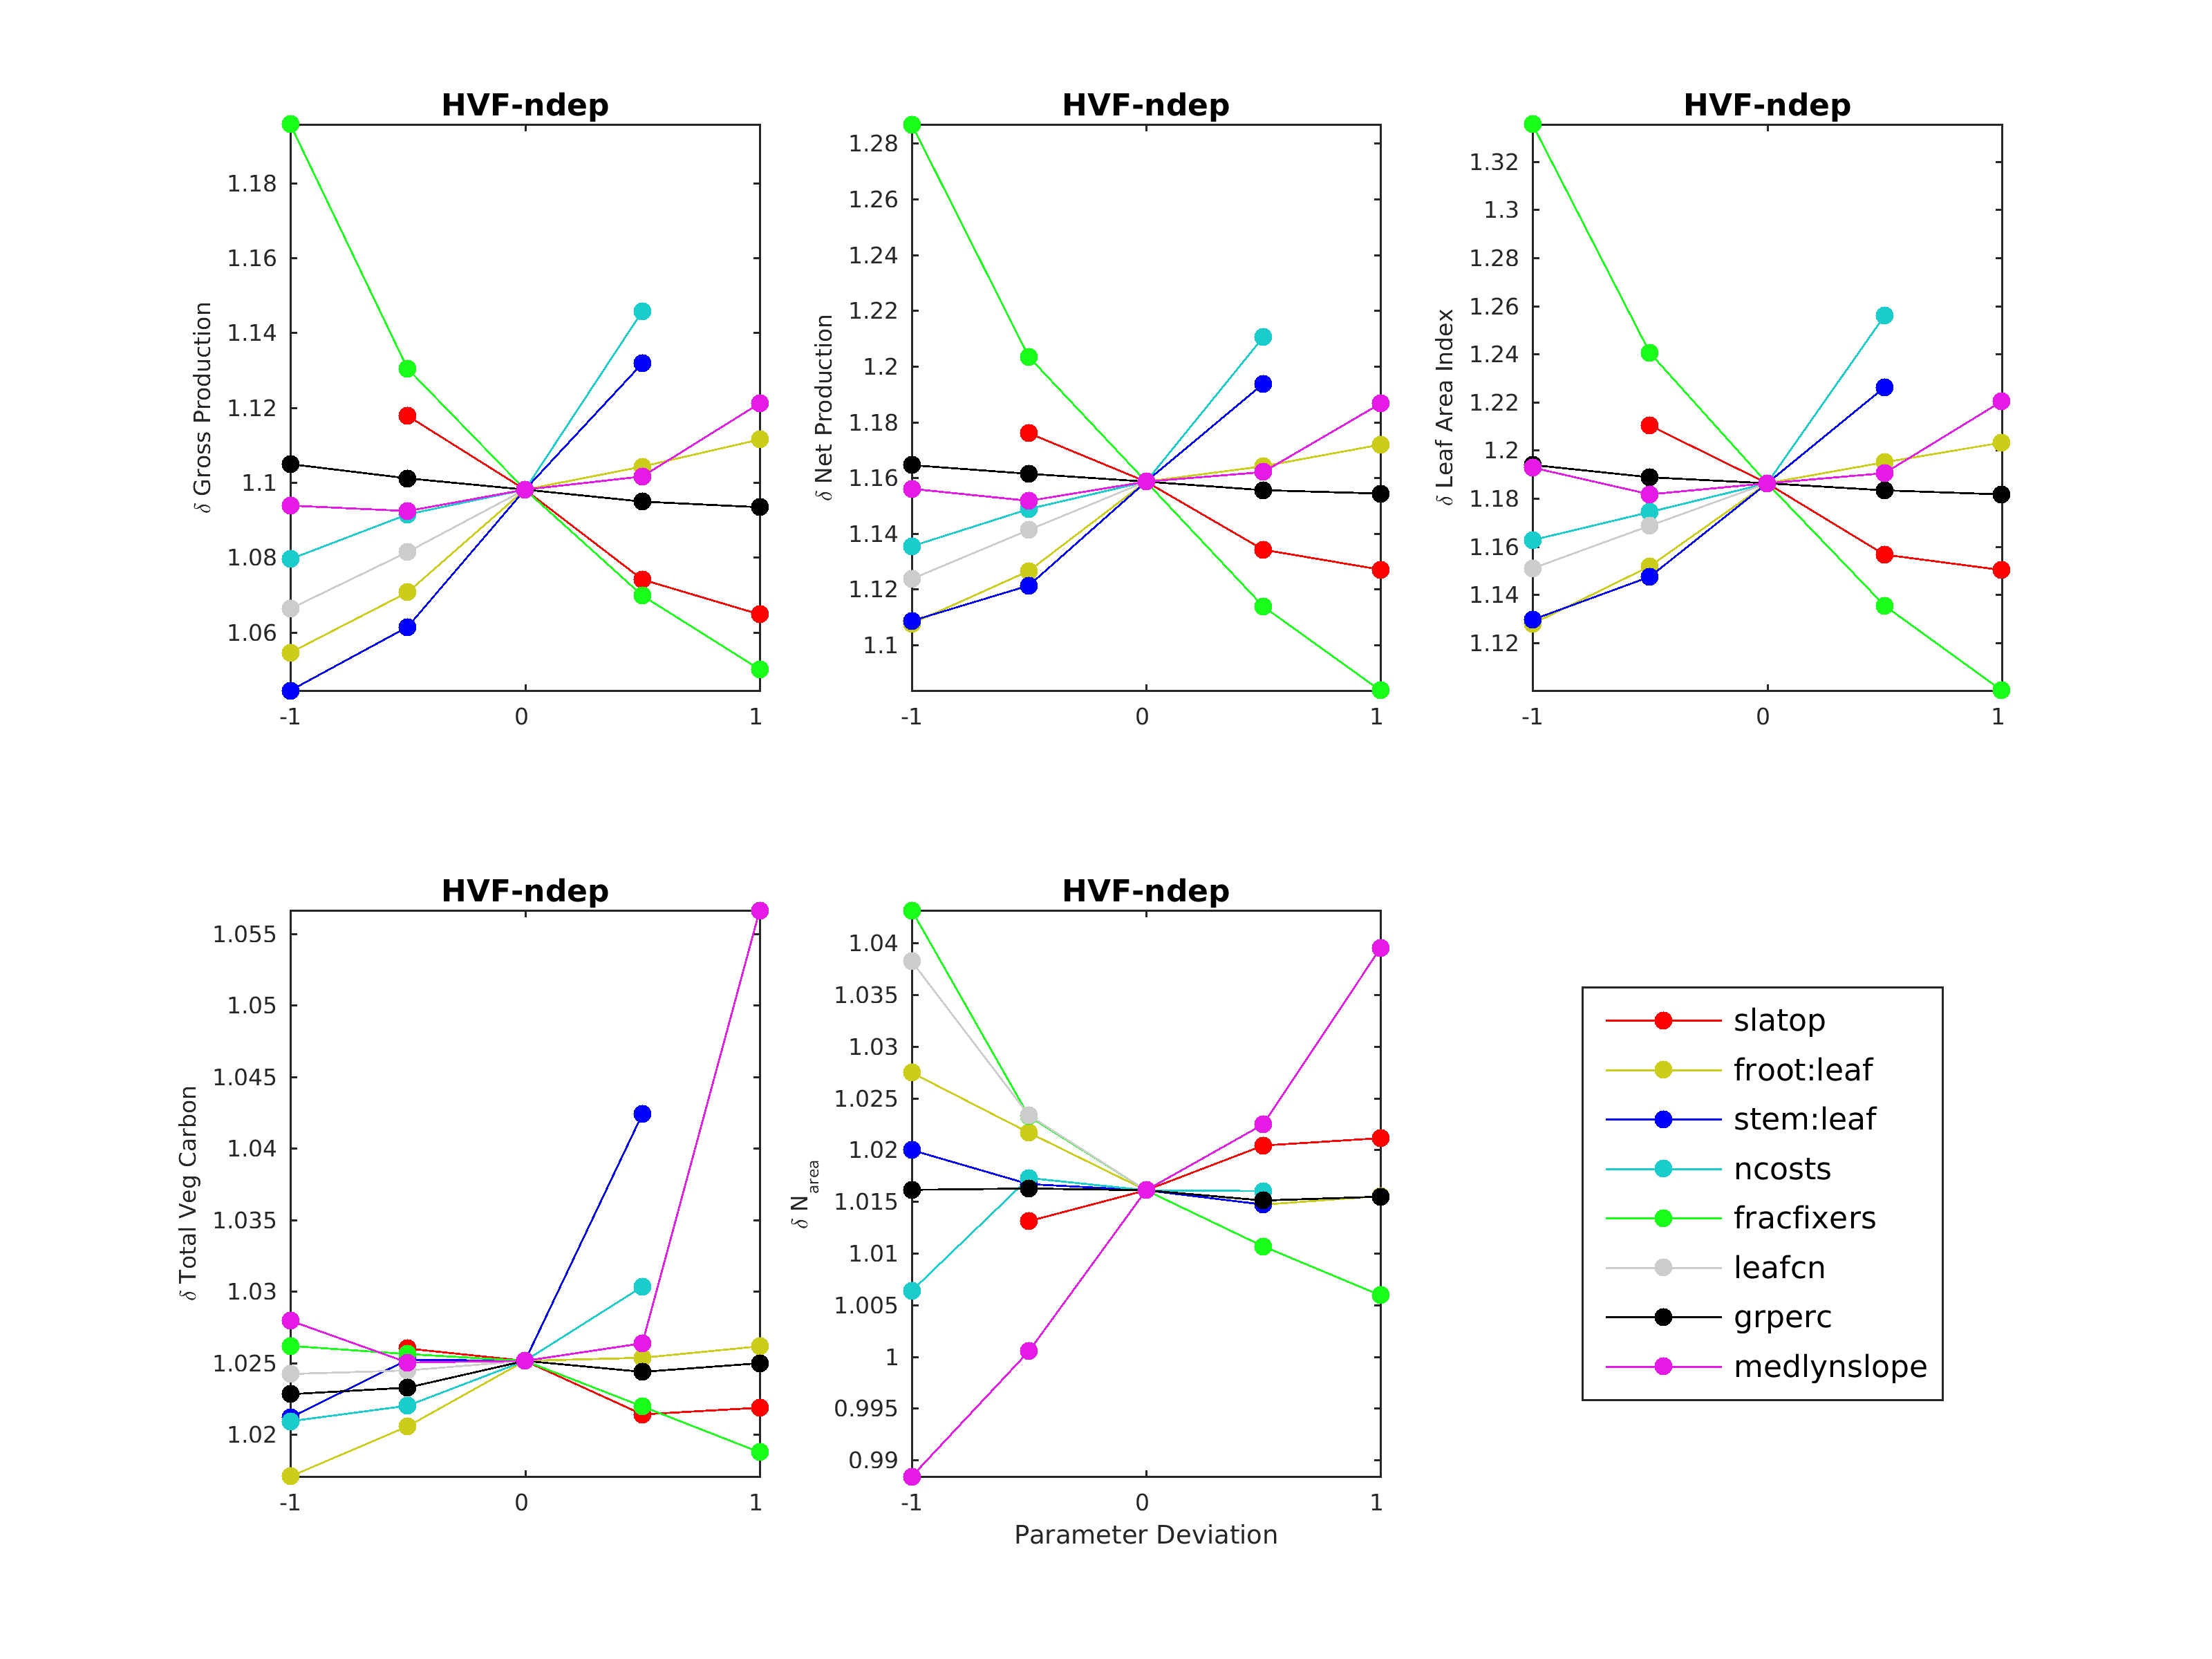 HVF-ndep
1.18
1.16
1.14
1.12
1.1
1.08
1.06
-1 0 1
δ Gross Production
HVF-ndep
1.28
1.26
1.24
1.22
1.2
1.18
1.16
1.14
1.12
1.1
-1 0 1
δ Net Production
HVF-ndep
1.32
1.3
1.28
1.26
1.24
1.22
1.2
1.18
1.16
1.14
1.12
-1 0 1
δ Leaf Area Index
HVF-ndep
1.055
1.05
1.045
1.04
1.035
1.03
1.025
1.02
-1 0 1
δ Total Veg Carbon
HVF-ndep
1.04
1.035
1.03
1.025
1.02
1.015
1.01
1.005
1
0.995
0.99
-1 0 1
δ N area
Parameter Deviation
slatop
froot:leaf
stem:leaf
ncosts
fracfixers
leafcn
grperc
medlynslope